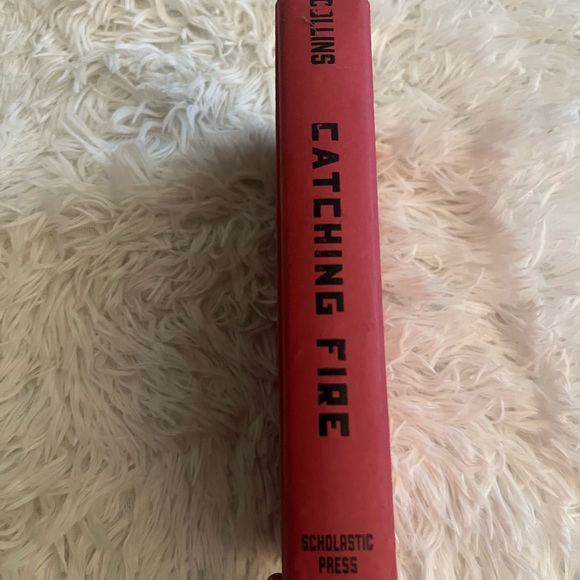 COLLINS
CATCHING FIRE
SCHOLASTIC
PRESS